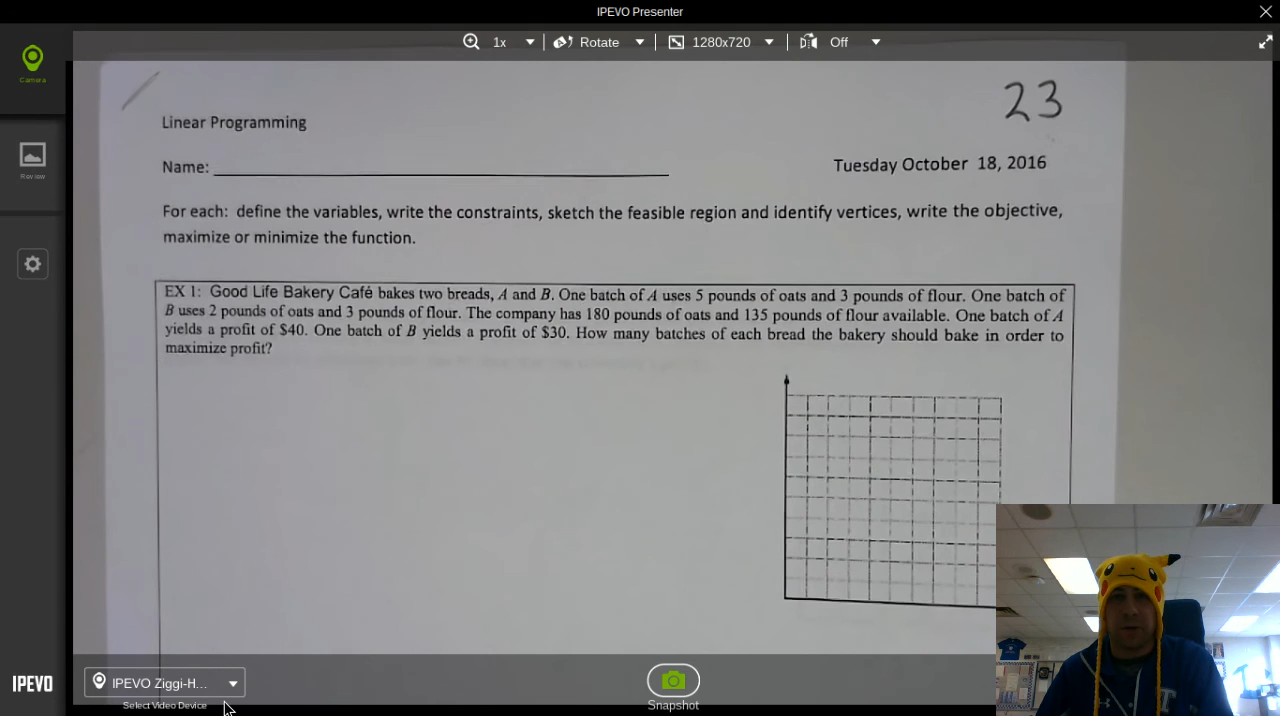 IPEVO Presenter
1x
Rotate
1280x720
Off
Camera
Review
23
Linear Programming
Name:
Tuesday October 18, 2016
For each: define the variables, write the constraints, sketch the feasible region and identify vertices, write the objective,
maximize or minimize the function.
EX 1: Good Life Bakery Café bakes two breads, A and B. One batch of A uses 5 pounds of oats and 3 pounds of flour. One batch of
B uses 2 pounds of oats and 3 pounds of flour. The company has 180 pounds of oats and 135 pounds of flour available. One batch of A
yields a profit of $40. One batch of B yields a profit of $30. How many batches of each bread the bakery should bake in order to
maximize profit?
IPEVO
IPEVO Ziggi-H...
Select Video Device
Snapshot